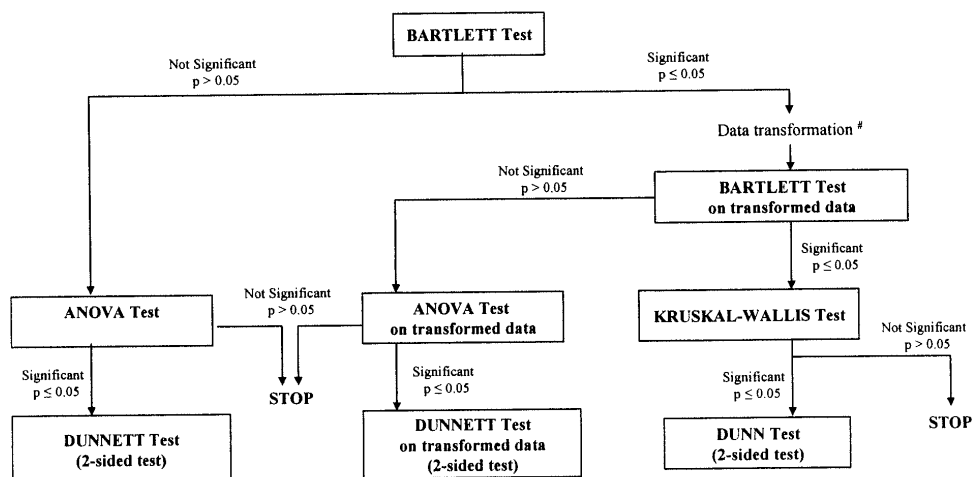 BARTLETT Test
Not Significant
p > 0.05
Significant
p ≤ 0.05
Data transformation #
Not Significant
p > 0.05
BARTLETT Test
on transformed data
Significant
p ≤ 0.05
ANOVA Test
Not Significant
p > 0.05
ANOVA Test
on transformed data
KRUSKAL-WALLIS Test
Not Significant
p > 0.05
Significant
p ≤ 0.05
STOP
Significant
p ≤ 0.05
Significant
p ≤ 0.05
STOP
DUNNETT Test
(2-sided test)
DUNNETT Test
on transformed data
(2-sided test)
DUNN Test
(2-sided test)